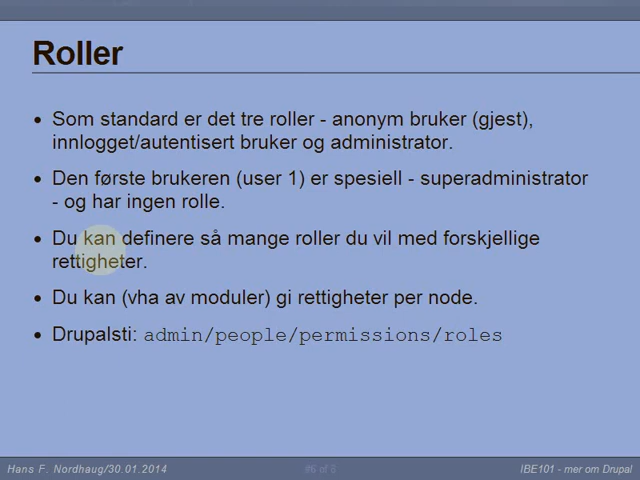 Roller
• Som standard er det tre roller - anonym bruker (gjest),
innlogget/autentisert bruker og administrator.
• Den første brukeren (user 1) er spesiell - superadministrator
- og har ingen rolle.
• Du kan definere så mange roller du vil med forskjellige
rettigheter.
• Du kan (vha av moduler) gi rettigheter per node.
• Drupalsti: admin/people/permissions/roles
Hans F. Nordhaug/30.01.2014
#6 of 8
IBE101 - mer om Drupal